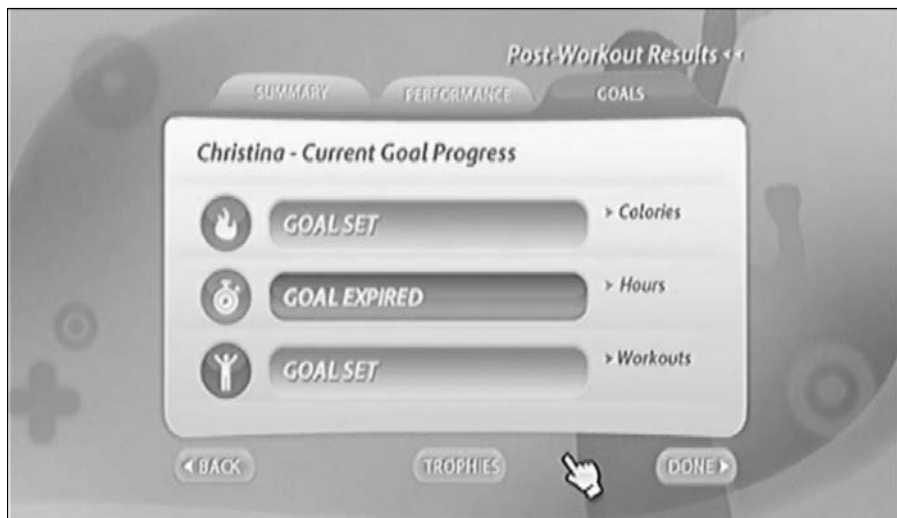 Post-Workout Results
SUMMARY
PERFORMANCE
GOALS
Christina - Current Goal Progress
GOAL SET
Calories
GOAL EXPIRED
Hours
GOAL SET
Workouts
BACK
TROPHIES
DONE